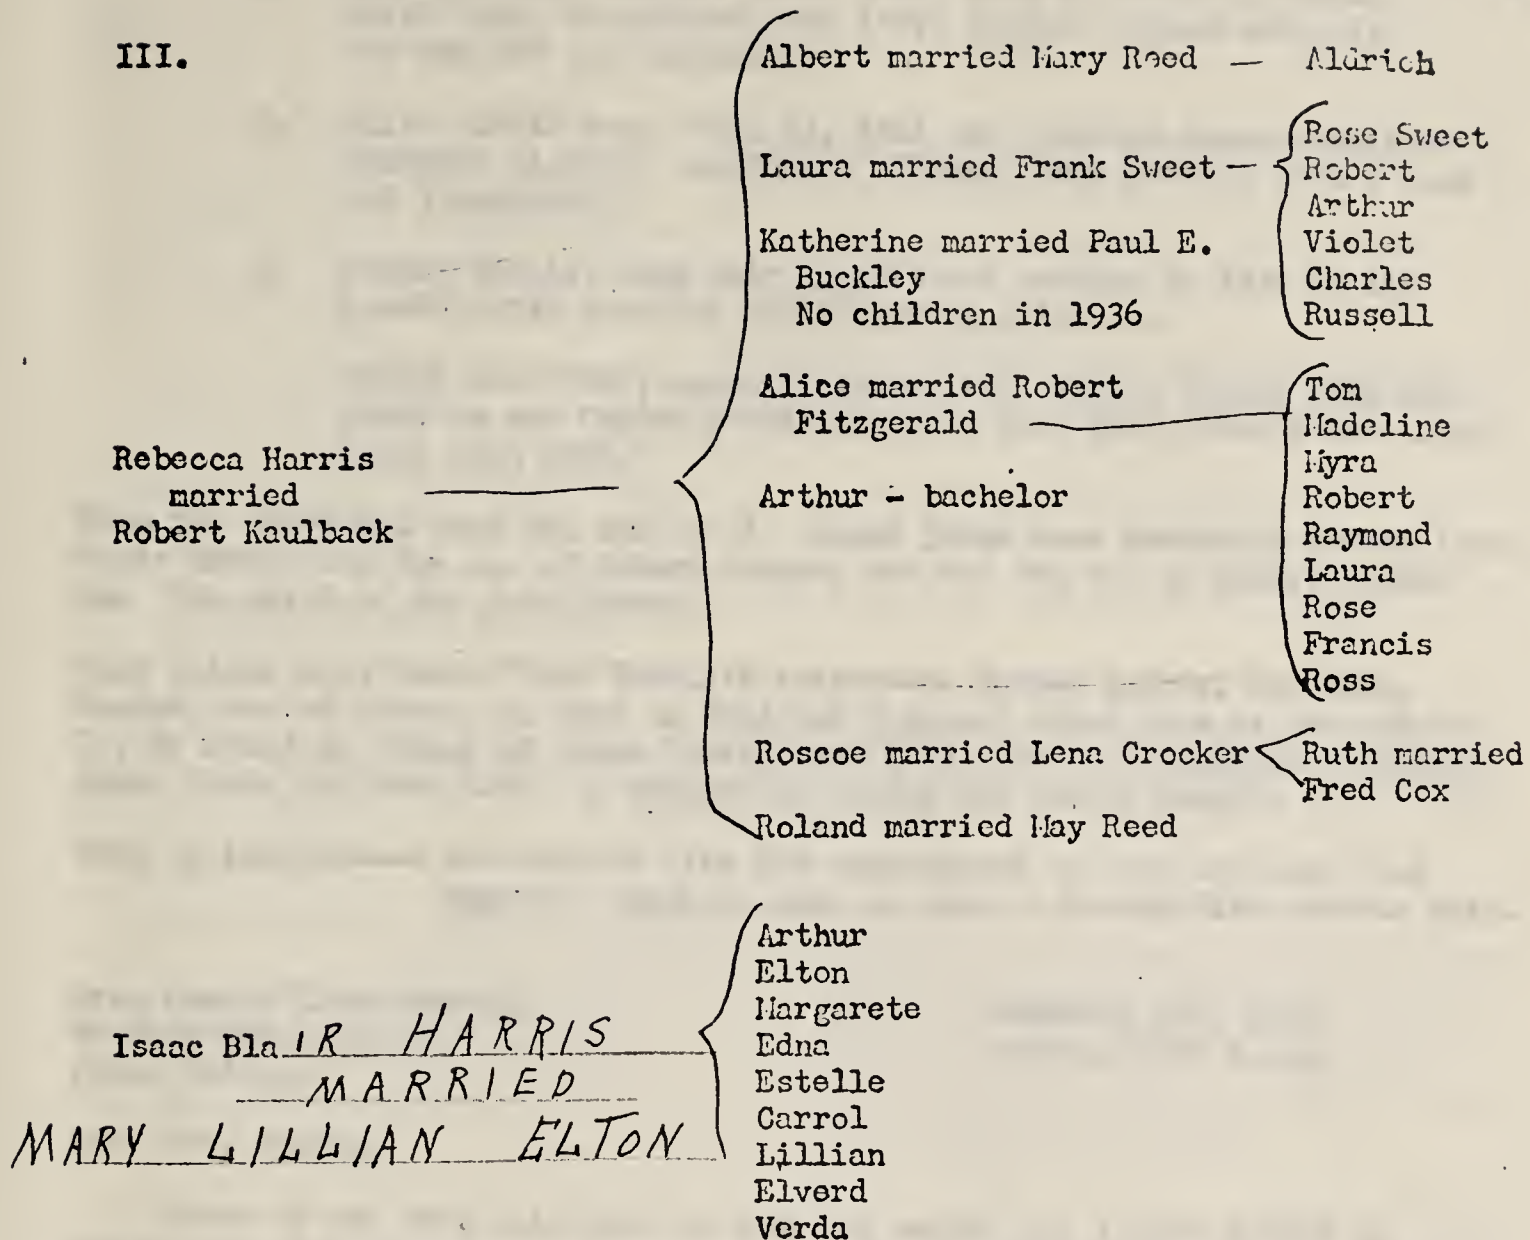 III.
Albert married Mary Reed — Aldrich
Laura married Frank Sweet —
Rose Sweet
Robert
Arthur
Violet
Charles
Russell
Katherine married Paul E.
Buckley
No children in 1936
Alice married Robert
Fitzgerald
Tom
Madeline
Myra
Robert
Raymond
Laura
Rose
Francis
Ross
Rebecca Harris
married
Robert Kaulback
Arthur - bachelor
Roscoe married Lena Crocker
Ruth married
Fred Cox
Roland married May Reed
Isaac Blair HARRIS
MARRIED
MARY LILLIAN ELTON
Arthur
Elton
Margarete
Edna
Estelle
Carrol
Lillian
Elverd
Verda